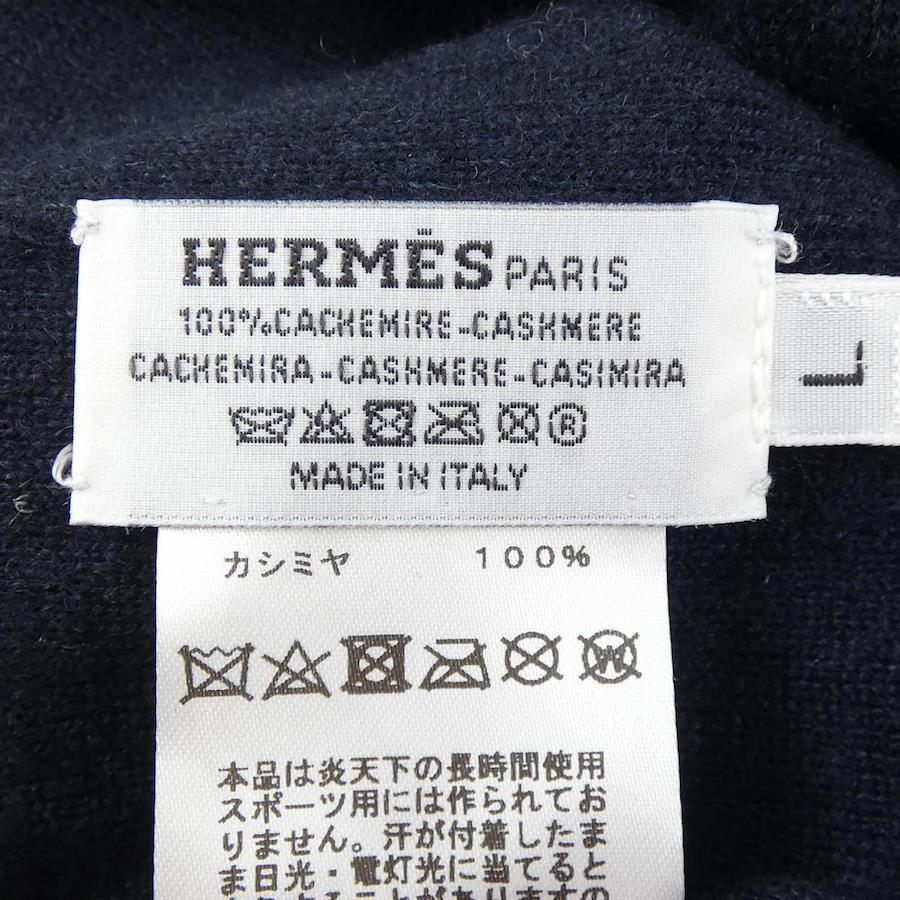 HERMÈS PARIS
100%CACHEMIRE-CASHMERE
CACHEMIRA-CASHMERE-CASIMIRA
MADE IN ITALY
L
カシミヤ 100%
本品は炎天下の長時間使用
スポーツ用には作られてお
りません。汗が付着したま
ま日光・電灯光に当てると